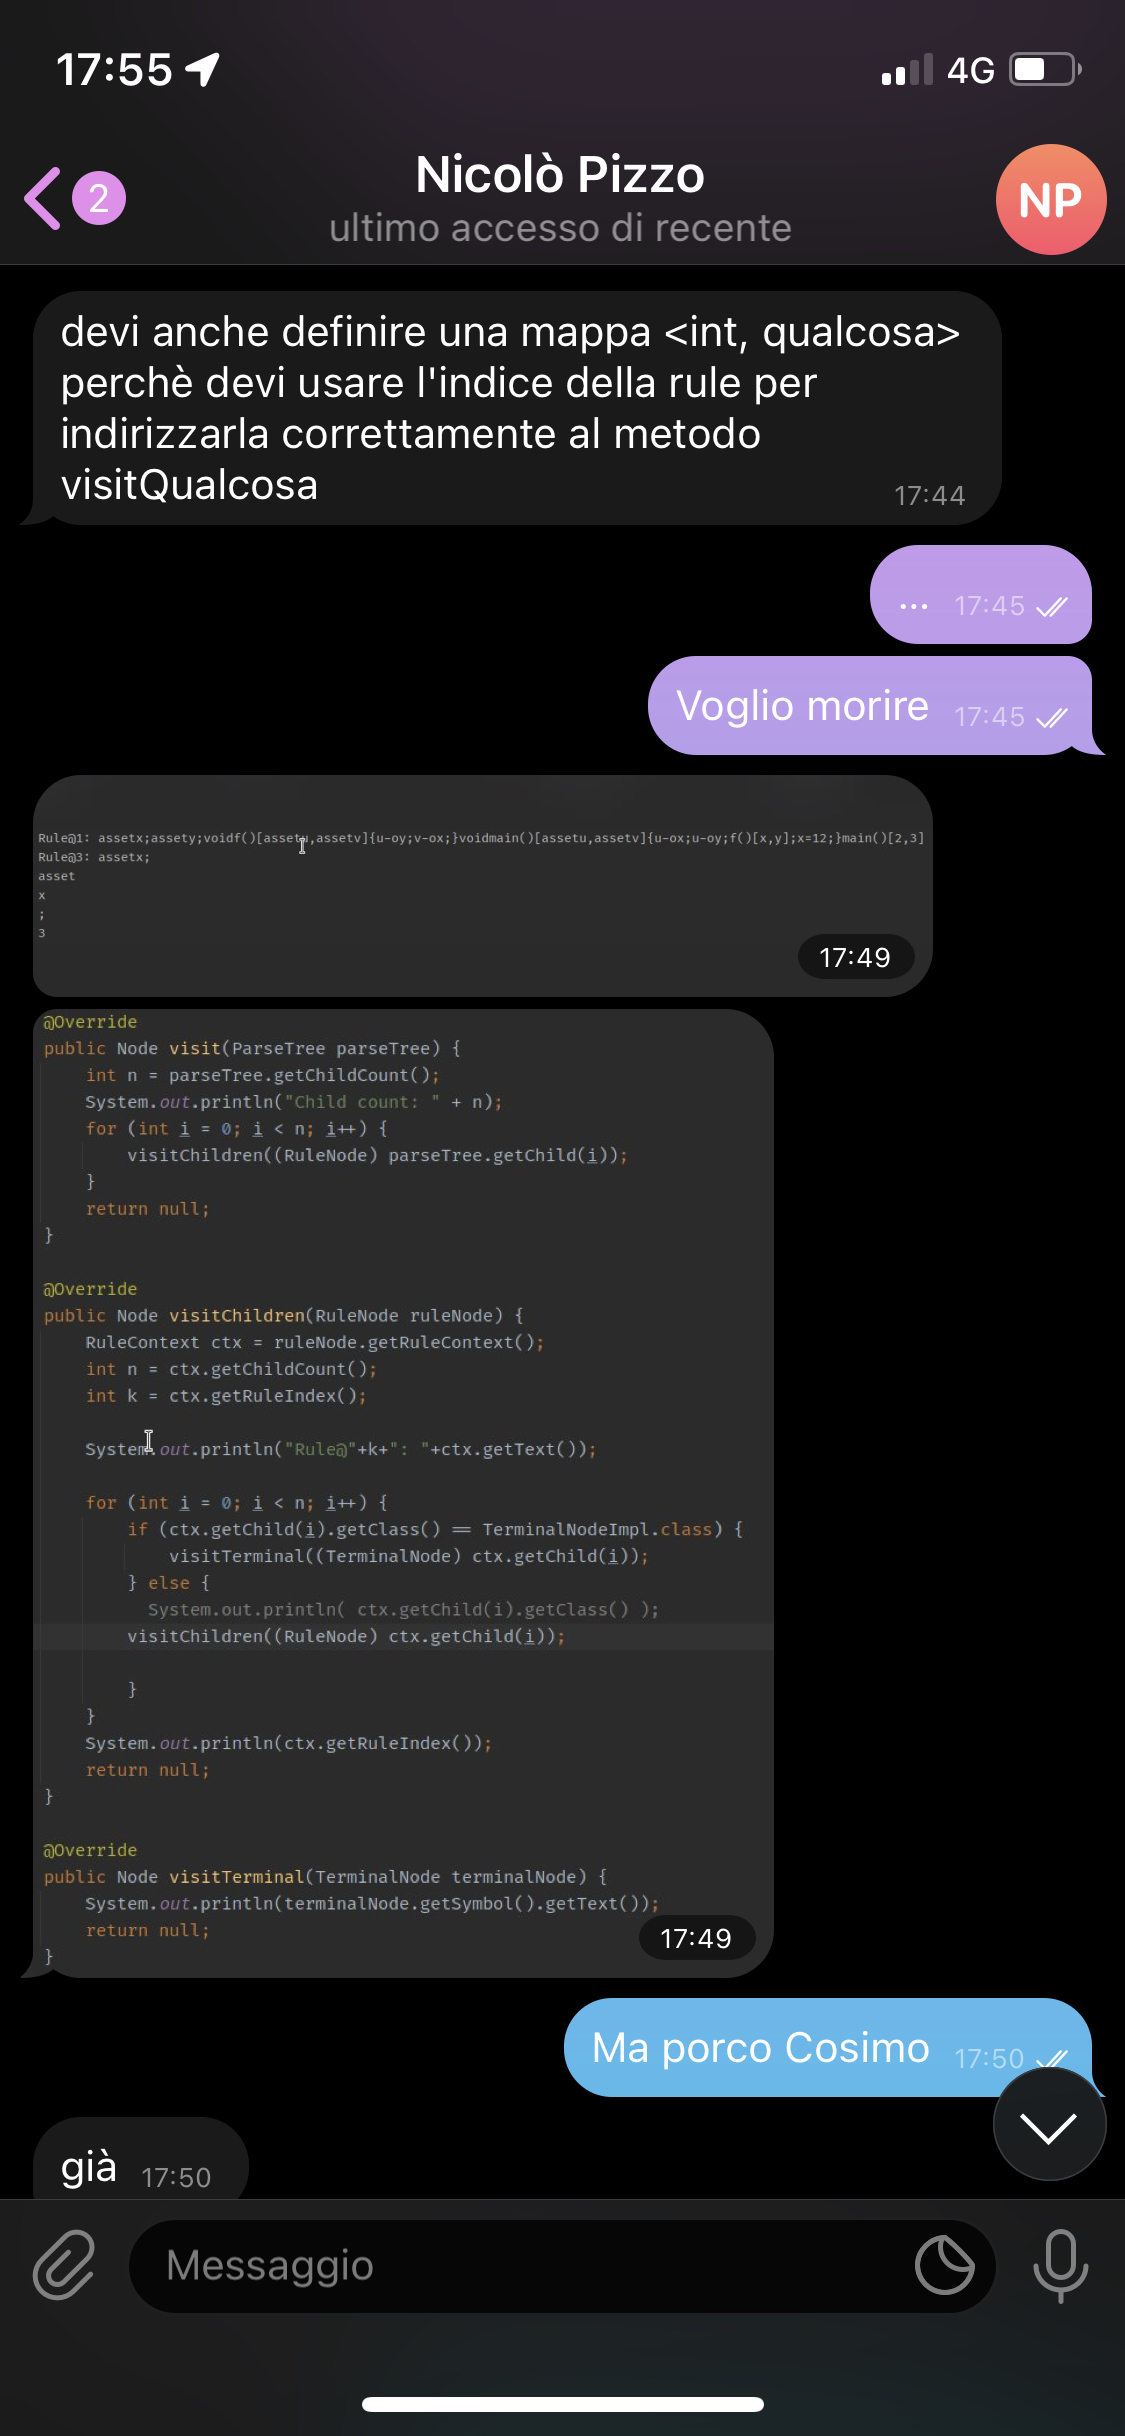 17:55
4G
2
Nicolò Pizzo
ultimo accesso di recente
NP
devi anche definire una mappa <int, qualcosa>
perchè devi usare l'indice della rule per
indirizzarla correttamente al metodo
visitQualcosa 17:44
... 17:45
Voglio morire 17:45
Rule@1: assetx;assety;voidf()[assetu,assetv]{u-oy;v-ox;}voidmain()[assetu,assetv]{u-ox;u-oy;f()[x,y];x=12;}main()[2,3]
Rule@3: assetx;
asset
x
;
3
17:49
@Override
public Node visit(ParseTree parseTree) {
int n = parseTree.getChildCount();
System.out.println("Child count: " + n);
for (int i = 0; i < n; i++) {
visitChildren((RuleNode) parseTree.getChild(i));
}
return null;
}
@Override
public Node visitChildren(RuleNode ruleNode) {
RuleContext ctx = ruleNode.getRuleContext();
int n = ctx.getChildCount();
int k = ctx.getRuleIndex();
System.out.println("Rule@"+k+": "+ctx.getText());
for (int i = 0; i < n; i++) {
if (ctx.getChild(i).getClass() == TerminalNodeImpl.class) {
visitTerminal((TerminalNode) ctx.getChild(i));
} else {
System.out.println( ctx.getChild(i).getClass() );
visitChildren((RuleNode) ctx.getChild(i));
}
}
System.out.println(ctx.getRuleIndex());
return null;
}
@Override
public Node visitTerminal(TerminalNode terminalNode) {
System.out.println(terminalNode.getSymbol().getText());
return null;
}
17:49
Ma porco Cosimo 17:50
già 17:50
Messaggio